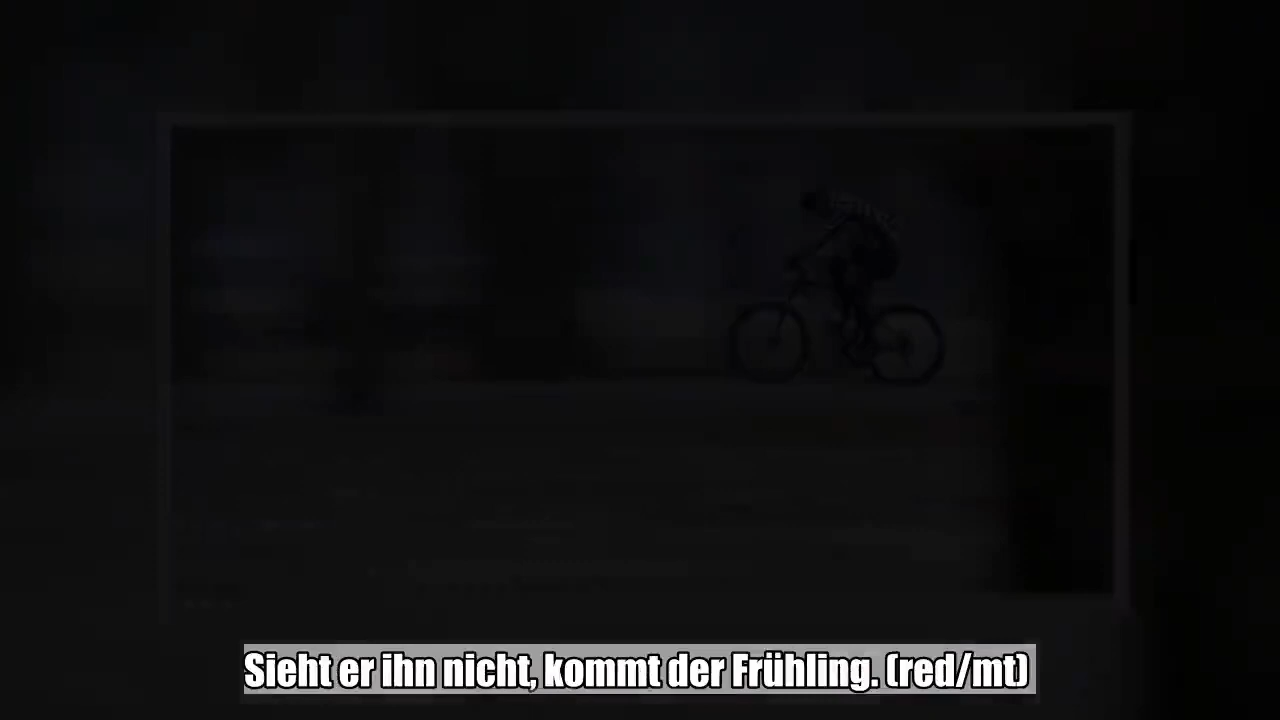 Sieht er ihn nicht, kommt der Frühling. (red/mt)